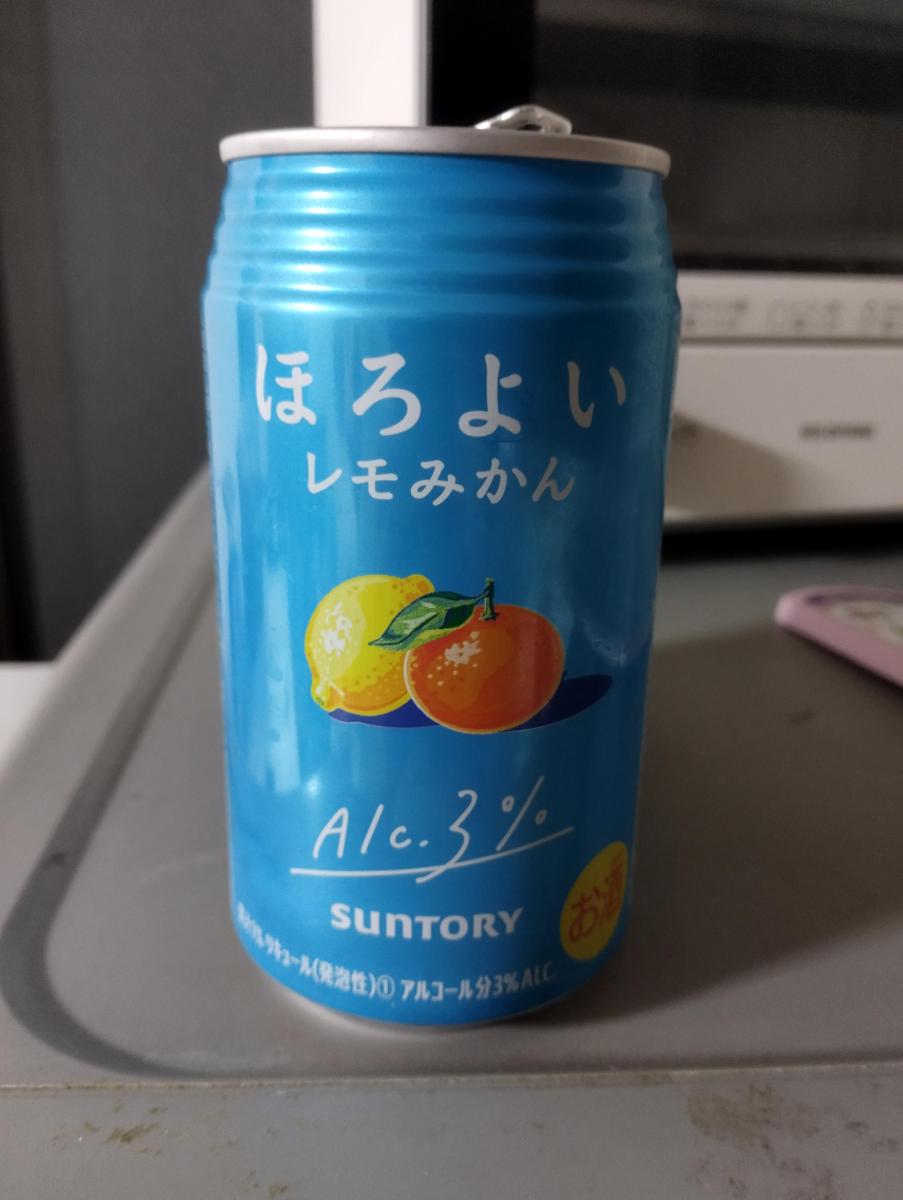 ほろよい
レモみかん
Alc.3%
SUNTORY
お酒
リキュール(発泡性)① アルコール分3% ALC.